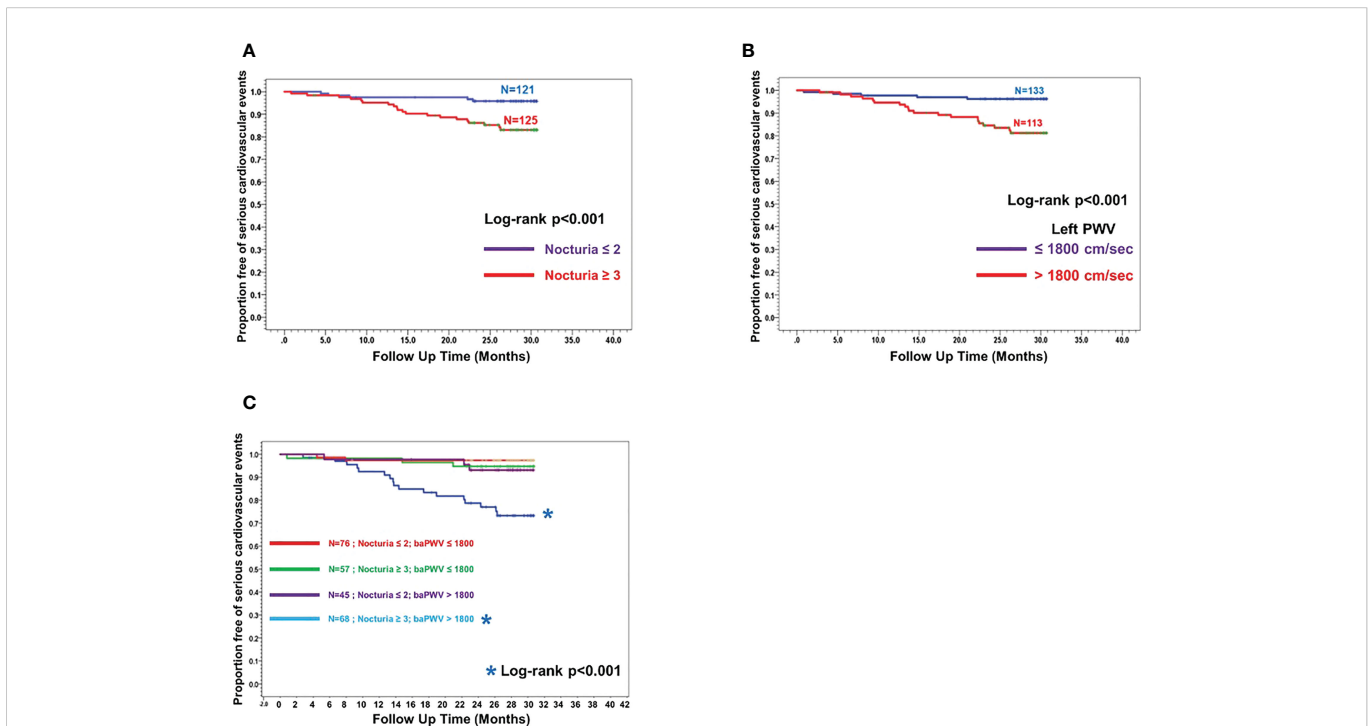 A
Proportion free of serious cardiovascular events
1.0
0.9
0.8
0.7
0.6
0.5
0.4
0.3
0.2
0.1
0.0
N=121
N=125
Log-rank p<0.001
Nocturia ≤ 2
Nocturia ≥ 3
.0 5.0 10.0 15.0 20.0 25.0 30.0 35.0 40.0
Follow Up Time (Months)
B
Proportion free of serious cardiovascular events
1.0
0.9
0.8
0.7
0.6
0.5
0.4
0.3
0.2
0.1
0.0
N=133
N=113
Log-rank p<0.001
Left PWV
≤ 1800 cm/sec
> 1800 cm/sec
.0 5.0 10.0 15.0 20.0 25.0 30.0 35.0 40.0
Follow Up Time (Months)
C
Proportion free of serious cardiovascular events
1.0
0.9
0.8
0.7
0.6
0.5
0.4
0.3
0.2
0.1
0.0
*
N=76 ; Nocturia ≤ 2; baPWV ≤ 1800
N=57 ; Nocturia ≥ 3; baPWV ≤ 1800
N=45 ; Nocturia ≤ 2; baPWV > 1800
N=68 ; Nocturia ≥ 3; baPWV > 1800 *
* Log-rank p<0.001
-2.0 0 2 4 6 8 10 12 14 16 18 20 22 24 26 28 30 32 34 36 38 40 42
Follow Up Time (Months)